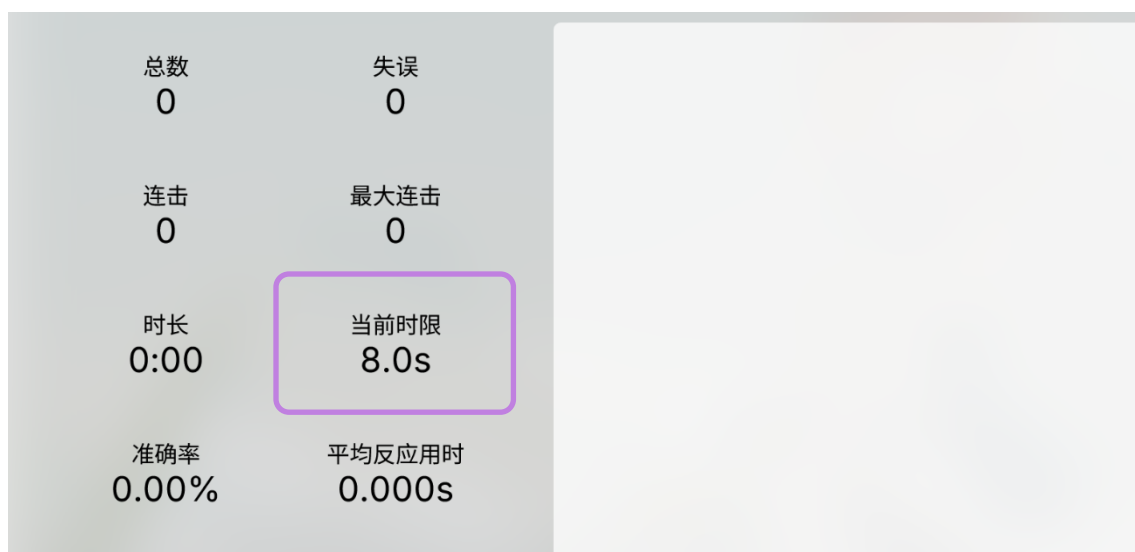 总数 失误
0 0
连击 最大连击
0 0
时长 当前时限
0:00 8.0s
准确率 平均反应用时
0.00% 0.000s